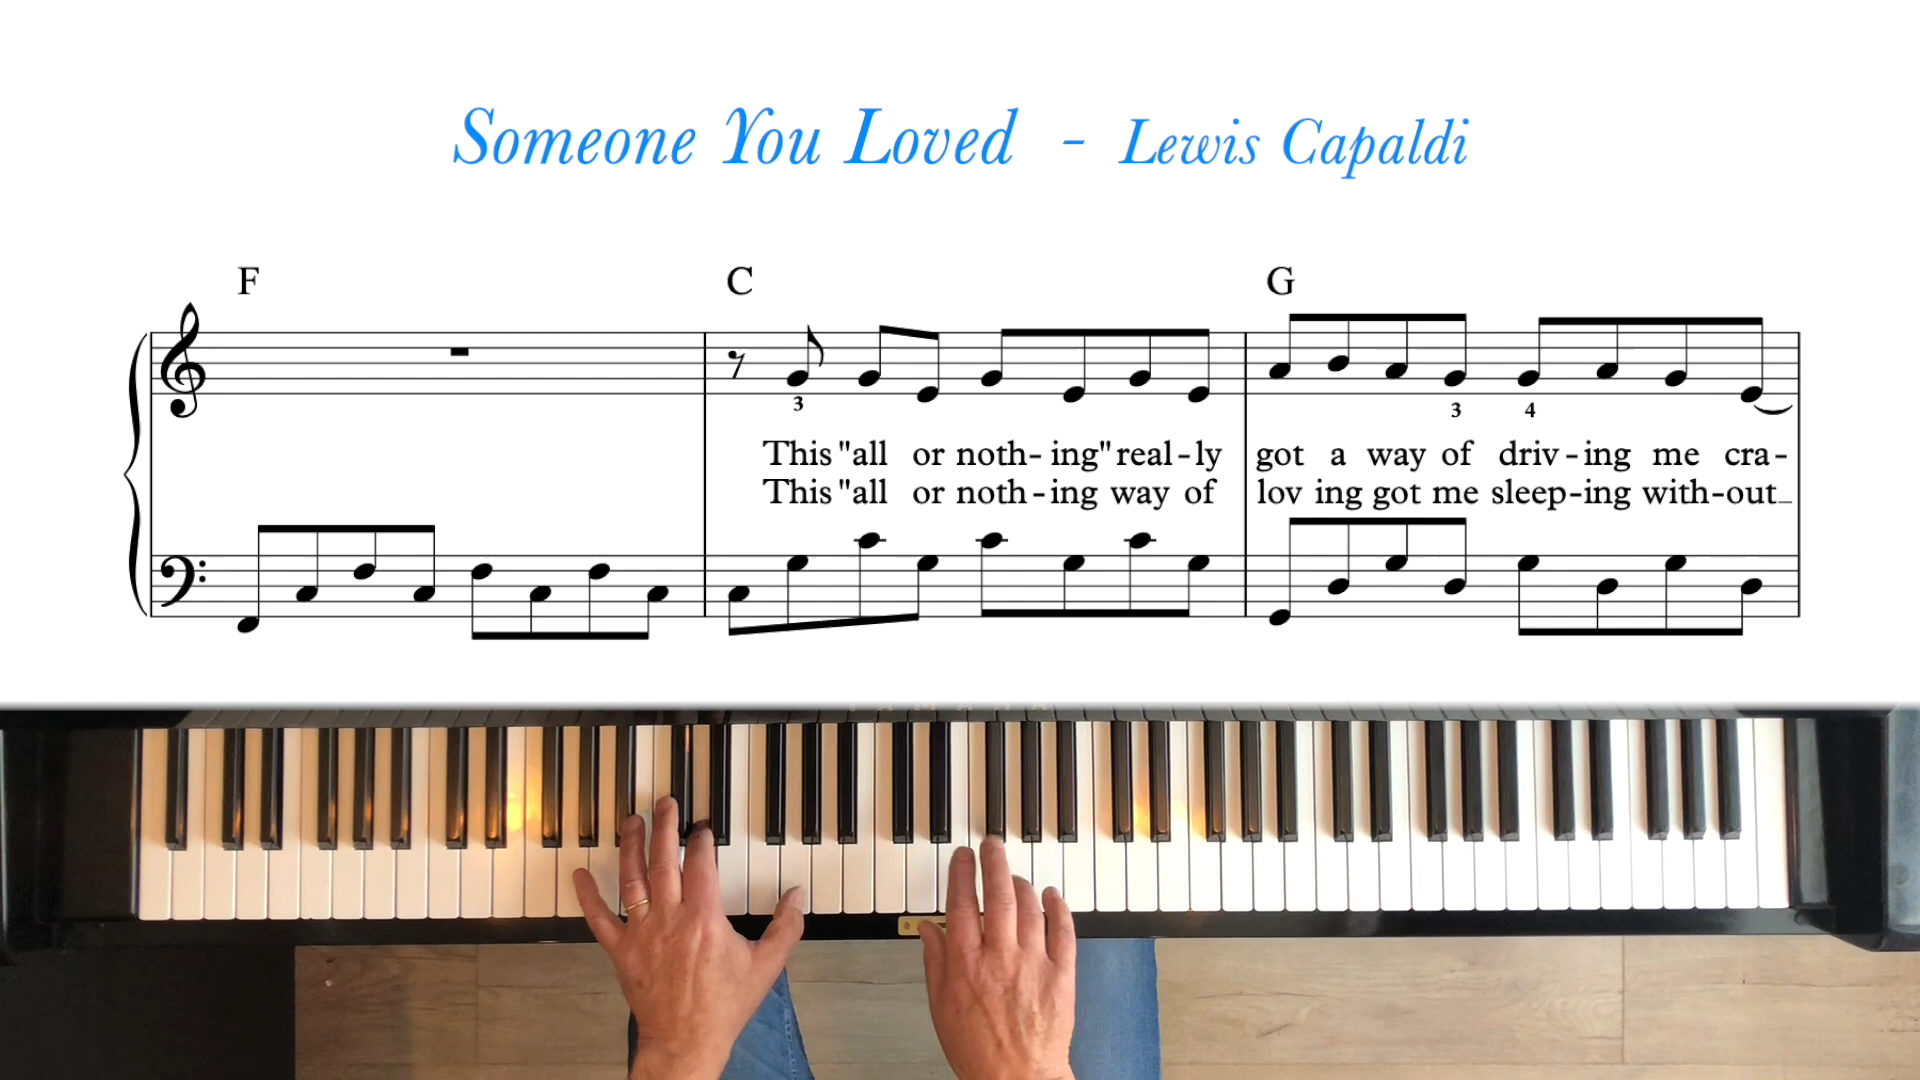 Someone You Loved - Lewis Capaldi
F C G
3 3 4
This "all or noth- ing" real-ly got a way of driv-ing me cra-
This "all or noth-ing way of lov ing got me sleep-ing with-out_